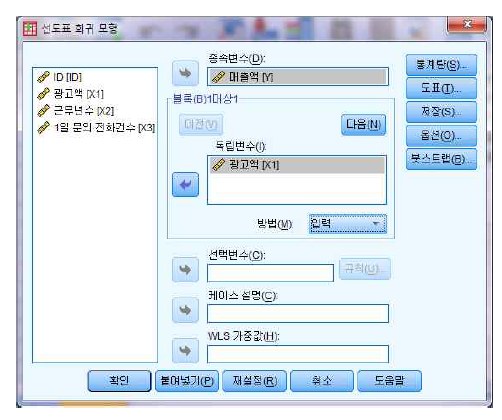 선도표 회귀 모형
ID [ID]
광고액 [X1]
근무년수 [X2]
1일 문의 전화건수 [X3]
종속변수(D):
매출액 [Y]
블록(B)1대상1
이전(V)
다음(N)
독립변수(I):
광고액 [X1]
방법(M):
입력
선택변수(C):
규칙(U)...
케이스 설명(C):
WLS 가중값(H):
통계량(S)...
도표(T)...
저장(S)...
옵션(O)...
붓스트랩(B)...
확인
붙여넣기(P)
재설정(R)
취소
도움말